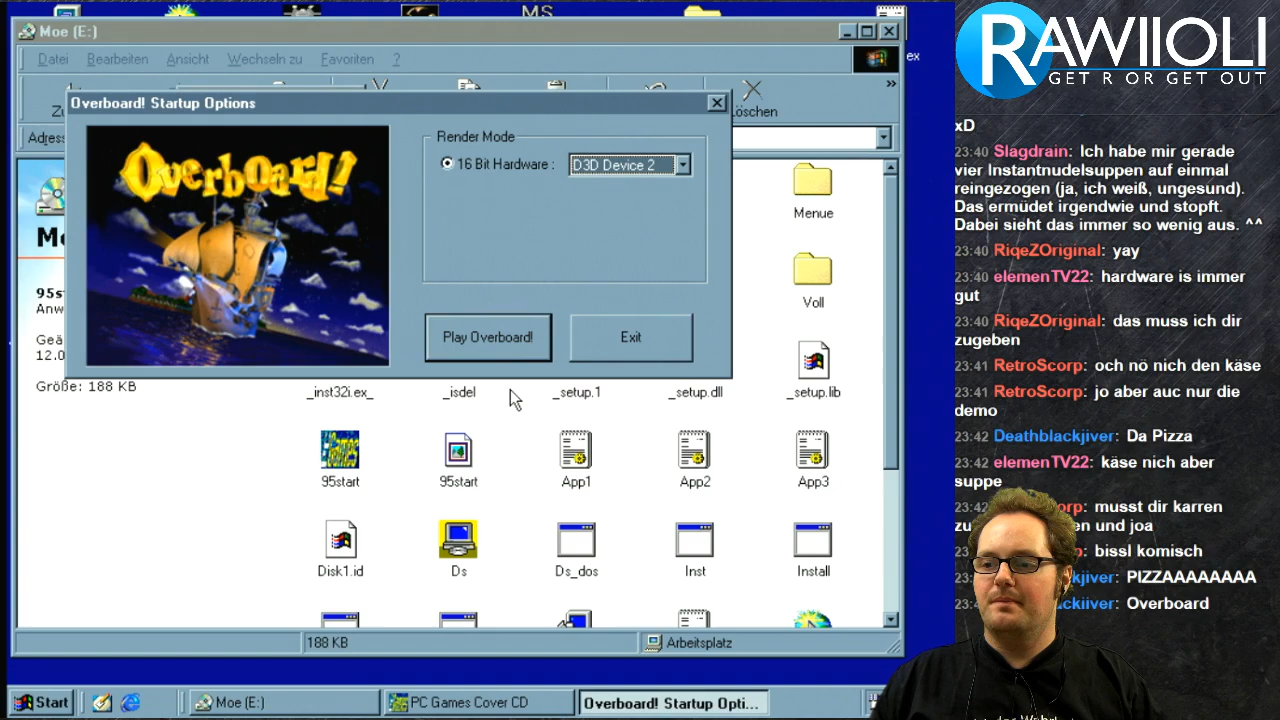 MS
Moe (E:)
Datei Bearbeiten Ansicht Wechseln zu Favoriten ?
ex
Overboard! Startup Options
Löschen
Overboard!
Render Mode
16 Bit Hardware : D3D Device 2
Play Overboard! Exit
Größe: 188 KB
Menue
Voll
_inst32i.ex_ _isdel _setup.1 _setup.dll _setup.lib
95start 95start App1 App2 App3
Disk1.id Ds Ds_dos Inst Install
188 KB Arbeitsplatz
Start Moe (E:) PC Games Cover CD Overboard! Startup Opti...
RAWIIOLI
GET R OR GET OUT
xD
23:40 Slagdrain: Ich habe mir gerade
vier Instantnudelsuppen auf einmal
reingezogen (ja, ich weiß, ungesund).
Das ermüdet irgendwie und stopft.
Dabei sieht das immer so wenig aus. ^^
23:40 RiqeZOriginal: yay
23:40 elemenTV22: hardware is immer
gut
23:40 RiqeZOriginal: das muss ich dir
zugeben
23:41 RetroScorp: och nö nich den käse
23:41 RetroScorp: jo aber auc nur die
demo
23:42 Deathblackjiver: Da Pizza
23:42 elemenTV22: käse nich aber
suppe
musst dir karren
und joa
bissl komisch
PIZZAAAAAAAA
Overboard